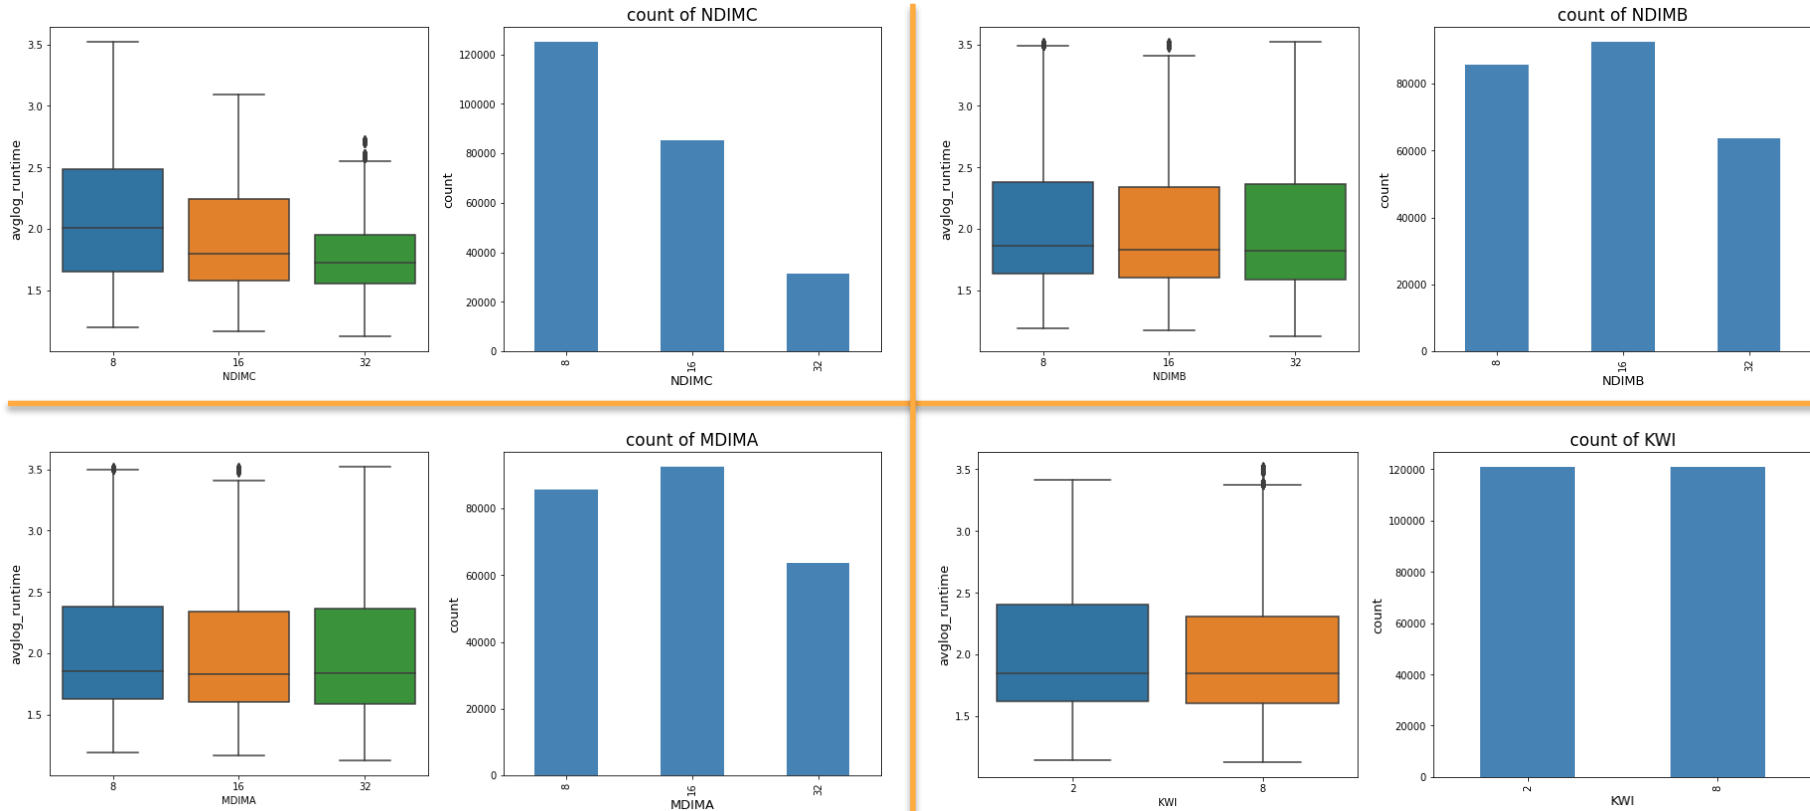 count of NDIMC
avglog_runtime
3.5
3.0
2.5
2.0
1.5
8 16 32
NDIMC
count
120000
100000
80000
60000
40000
20000
0
8 16 32
NDIMC
count of NDIMB
avglog_runtime
3.5
3.0
2.5
2.0
1.5
8 16 32
NDIMB
count
80000
60000
40000
20000
0
8 16 32
NDIMB
count of MDIMA
avglog_runtime
3.5
3.0
2.5
2.0
1.5
8 16 32
MDIMA
count
80000
60000
40000
20000
0
8 16 32
MDIMA
count of KWI
avglog_runtime
3.5
3.0
2.5
2.0
1.5
2 8
KWI
count
120000
100000
80000
60000
40000
20000
0
2 8
KWI